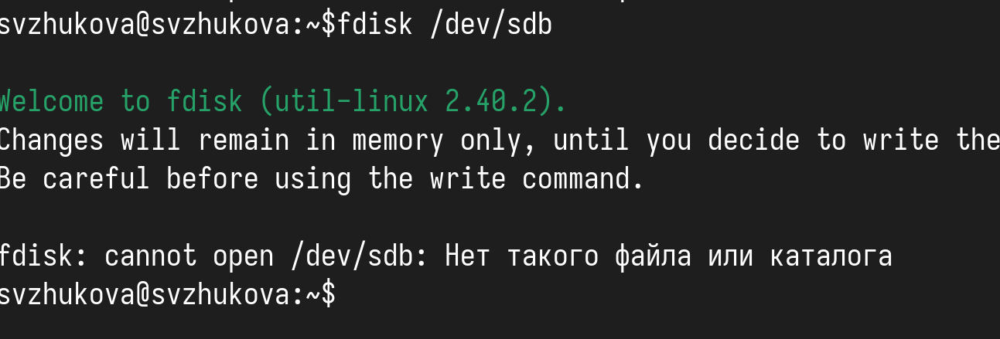 svzhukova@svzhukova:~$fdisk /dev/sdb
Welcome to fdisk (util-linux 2.40.2).
Changes will remain in memory only, until you decide to write the
Be careful before using the write command.
fdisk: cannot open /dev/sdb: Нет такого файла или каталога
svzhukova@svzhukova:~$